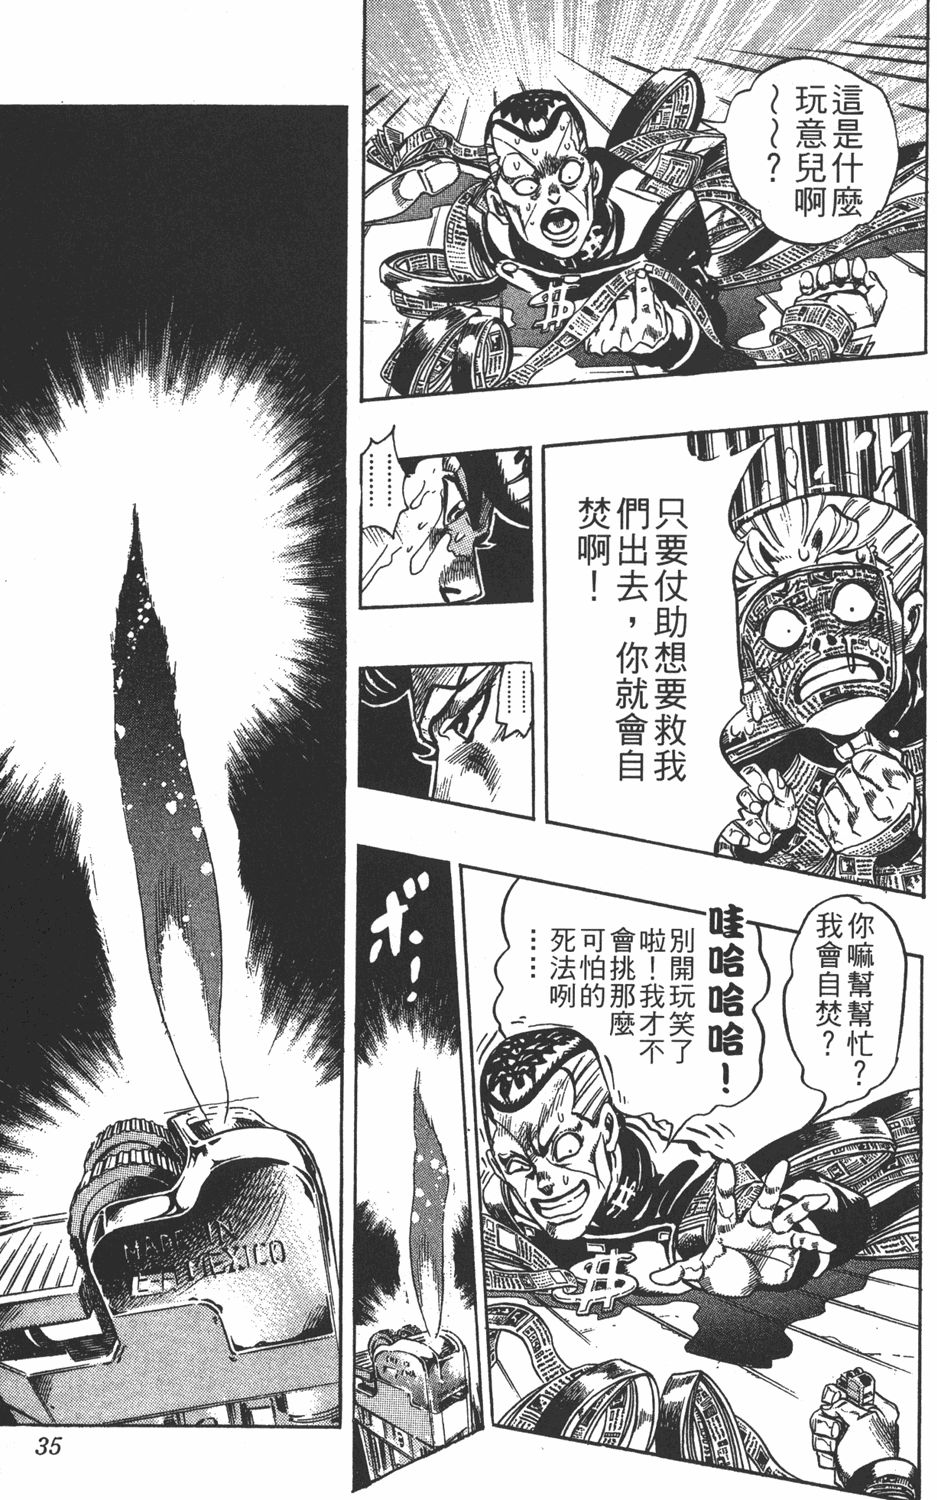 這是什麼
玩意兒啊
～～？
只要仗助想要救我
們出去，你就會自
焚啊！
………
………
你嘛幫幫忙？
我會自焚？
哇哈哈哈！
別開玩笑了
啦！我才不
會挑那麼
可怕的
死法咧
……
ボッ！
MADE IN
MEXICO
35